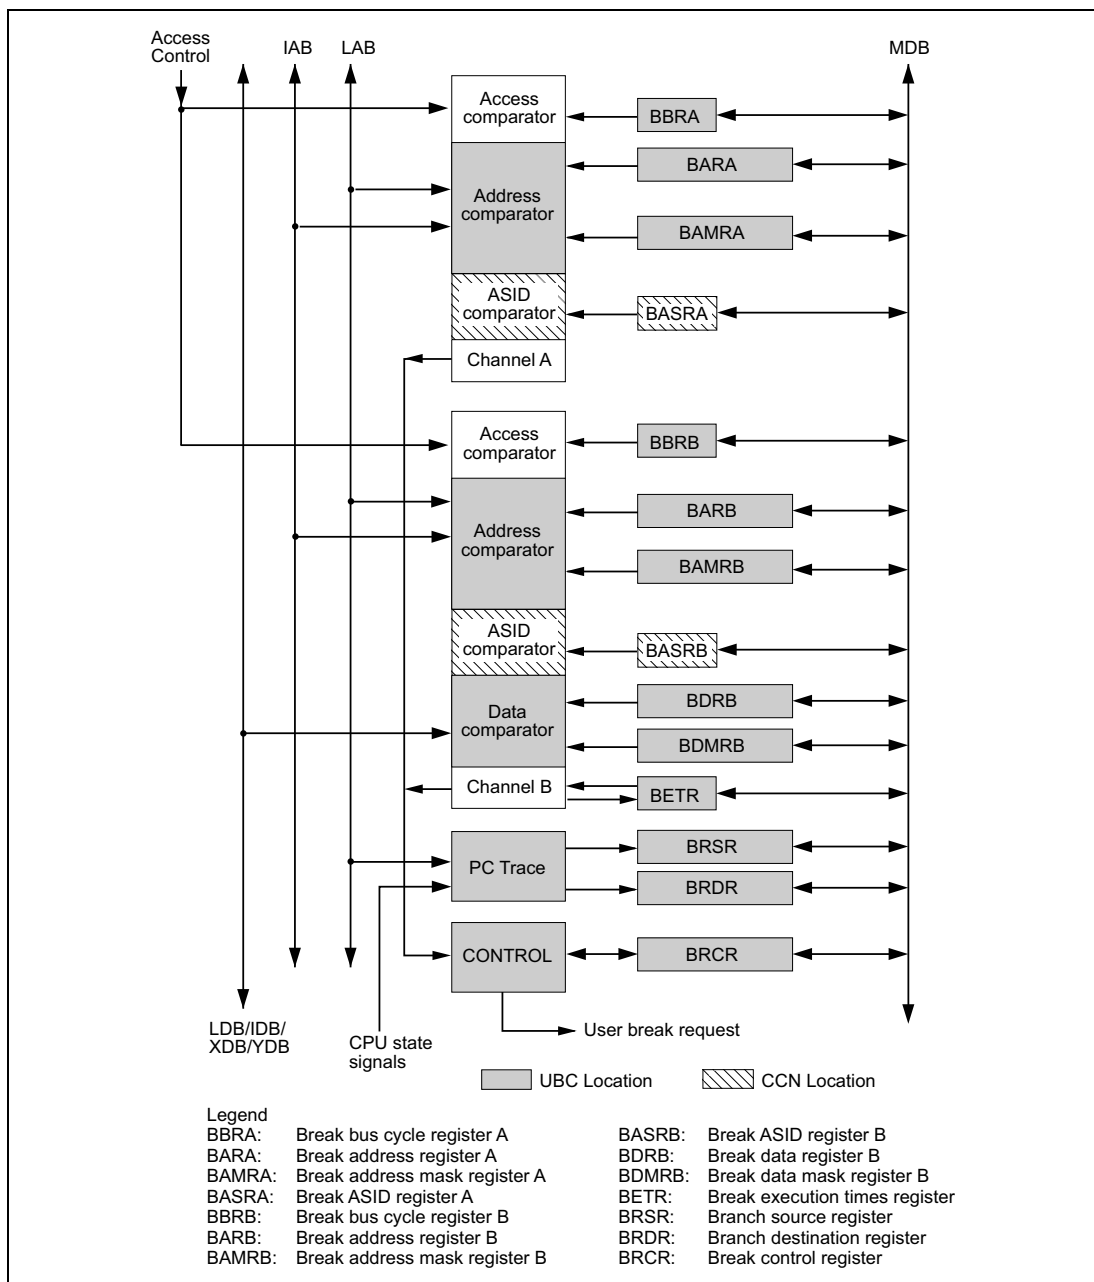 Access
Control
IAB
LAB
MDB
Access
comparator
BBRA
Address
comparator
BARA
BAMRA
ASID
comparator
BASRA
Channel A
Access
comparator
BBRB
Address
comparator
BARB
BAMRB
ASID
comparator
BASRB
Data
comparator
BDRB
BDMRB
Channel B
BETR
PC Trace
BRSR
BRDR
CONTROL
BRCR
LDB/IDB/
XDB/YDB
CPU state
signals
User break request
UBC Location
CCN Location
Legend
BBRA: Break bus cycle register A
BARA: Break address register A
BAMRA: Break address mask register A
BASRA: Break ASID register A
BBRB: Break bus cycle register B
BARB: Break address register B
BAMRB: Break address mask register B
BASRB: Break ASID register B
BDRB: Break data register B
BDMRB: Break data mask register B
BETR: Break execution times register
BRSR: Branch source register
BRDR: Branch destination register
BRCR: Break control register